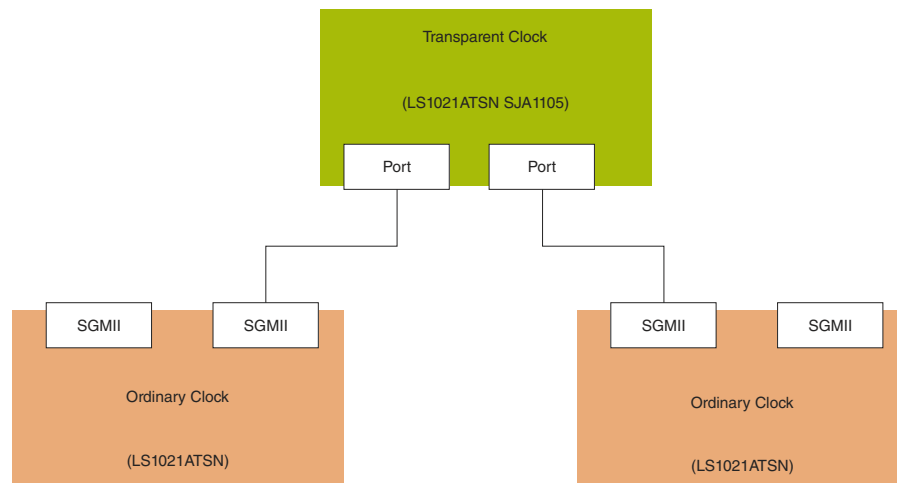 Transparent Clock
(LS1021ATSN SJA1105)
Port
Port
SGMII
SGMII
SGMII
SGMII
Ordinary Clock
(LS1021ATSN)
Ordinary Clock
(LS1021ATSN)